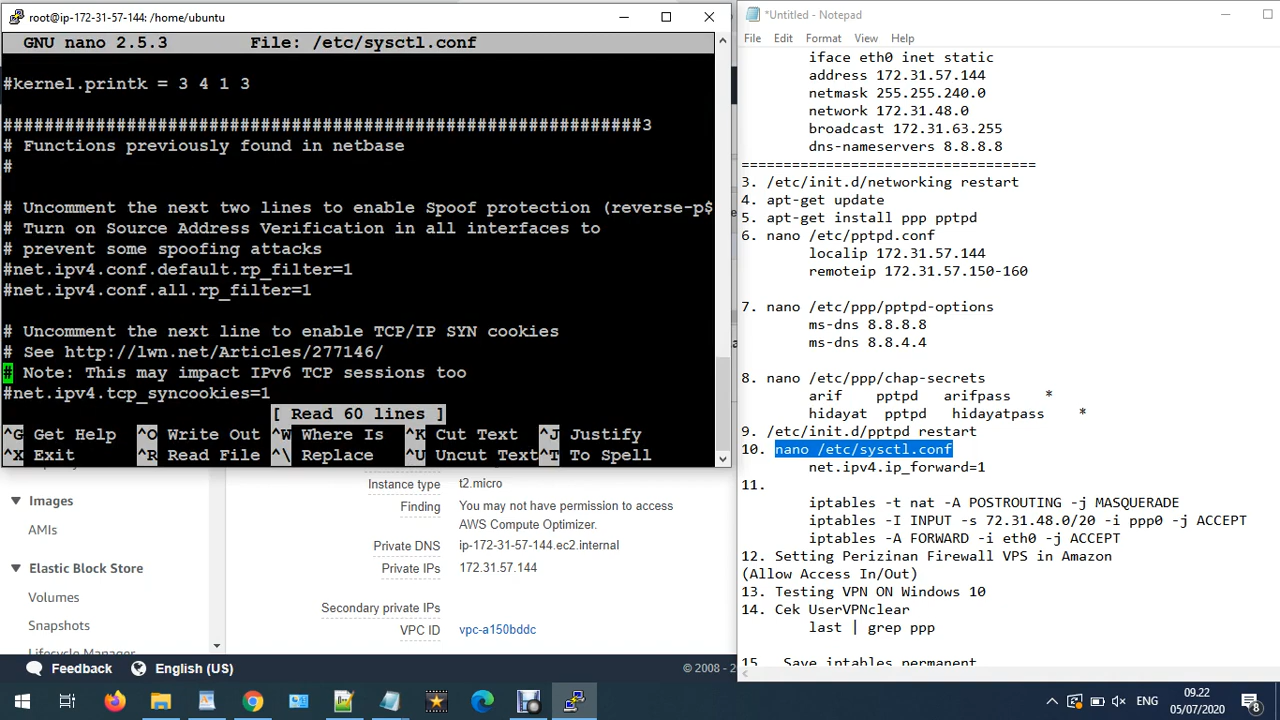 root@ip-172-31-57-144: /home/ubuntu
GNU nano 2.5.3 File: /etc/sysctl.conf
#kernel.printk = 3 4 1 3
##############################################################3
# Functions previously found in netbase
#
# Uncomment the next two lines to enable Spoof protection (reverse-p$
# Turn on Source Address Verification in all interfaces to
# prevent some spoofing attacks
#net.ipv4.conf.default.rp_filter=1
#net.ipv4.conf.all.rp_filter=1
# Uncomment the next line to enable TCP/IP SYN cookies
# See http://lwn.net/Articles/277146/
# Note: This may impact IPv6 TCP sessions too
#net.ipv4.tcp_syncookies=1
[ Read 60 lines ]
^G Get Help ^O Write Out ^W Where Is ^K Cut Text ^J Justify
^X Exit ^R Read File ^\ Replace ^U Uncut Text ^T To Spell
Images
AMIs
Elastic Block Store
Volumes
Snapshots
Lifecycle Manager
Instance type t2.micro
Finding You may not have permission to access
AWS Compute Optimizer.
Private DNS ip-172-31-57-144.ec2.internal
Private IPs 172.31.57.144
Secondary private IPs
VPC ID vpc-a150bddc
Feedback English (US) © 2008 -
*Untitled - Notepad
File Edit Format View Help
iface eth0 inet static
address 172.31.57.144
netmask 255.255.240.0
network 172.31.48.0
broadcast 172.31.63.255
dns-nameservers 8.8.8.8
===================================
3. /etc/init.d/networking restart
4. apt-get update
5. apt-get install ppp pptpd
6. nano /etc/pptpd.conf
localip 172.31.57.144
remoteip 172.31.57.150-160
7. nano /etc/ppp/pptpd-options
ms-dns 8.8.8.8
ms-dns 8.8.4.4
8. nano /etc/ppp/chap-secrets
arif pptpd arifpass *
hidayat pptpd hidayatpass *
9. /etc/init.d/pptpd restart
10. nano /etc/sysctl.conf
net.ipv4.ip_forward=1
11.
iptables -t nat -A POSTROUTING -j MASQUERADE
iptables -I INPUT -s 72.31.48.0/20 -i ppp0 -j ACCEPT
iptables -A FORWARD -i eth0 -j ACCEPT
12. Setting Perizinan Firewall VPS in Amazon
(Allow Access In/Out)
13. Testing VPN ON Windows 10
14. Cek UserVPNclear
last | grep ppp
15. Save iptables permanent
ENG
09.22
05/07/2020
8